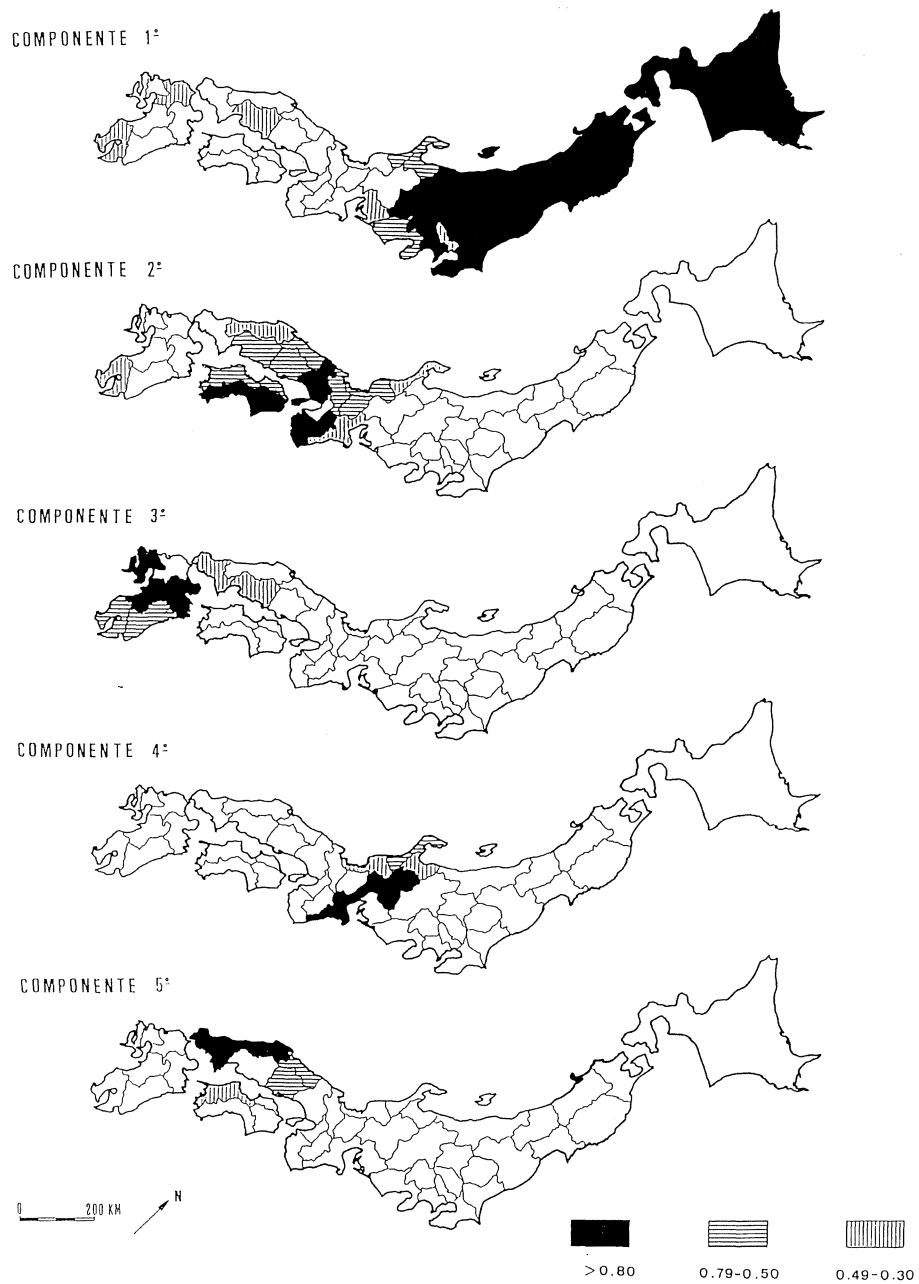 COMPONENTE 1ª
COMPONENTE 2ª
COMPONENTE 3ª
COMPONENTE 4ª
COMPONENTE 5ª
0 200 KM
N
>0.80 0.79-0.50 0.49-0.30